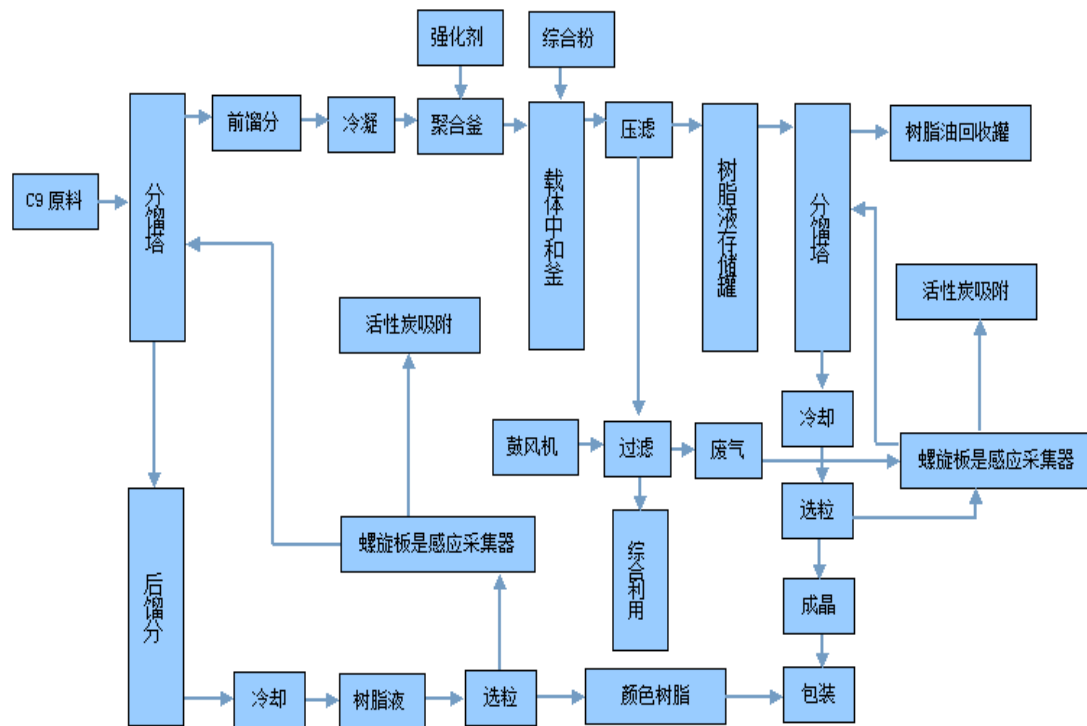 强化剂
综合粉
前馏分
冷凝
聚合釜
压滤
树脂油回收罐
C9 原料
分馏塔
载体中和釜
树脂液存储罐
分馏塔
活性炭吸附
活性炭吸附
冷却
鼓风机
过滤
废气
螺旋板是感应采集器
选粒
螺旋板是感应采集器
综合利用
后馏分
成晶
冷却
树脂液
选粒
颜色树脂
包装